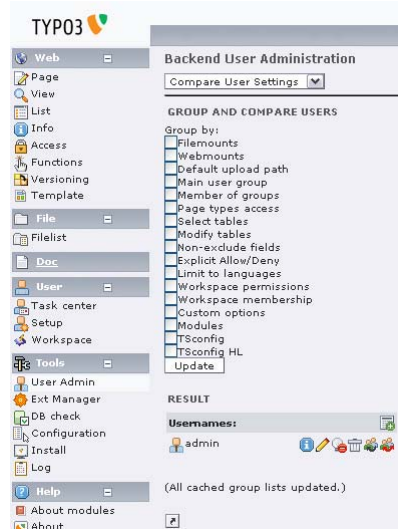 TYPO3
Web
Page
View
List
Info
Access
Functions
Versioning
Template
File
Filelist
Doc
User
Task center
Setup
Workspace
Tools
User Admin
Ext Manager
DB check
Configuration
Install
Log
Help
About modules
About
Backend User Administration
Compare User Settings
GROUP AND COMPARE USERS
Group by:
Filemounts
Webmounts
Default upload path
Main user group
Member of groups
Page types access
Select tables
Modify tables
Non-exclude fields
Explicit Allow/Deny
Limit to languages
Workspace permissions
Workspace membership
Custom options
Modules
TSconfig
TSconfig HL
Update
RESULT
Usernames:
admin
(All cached group lists updated.)